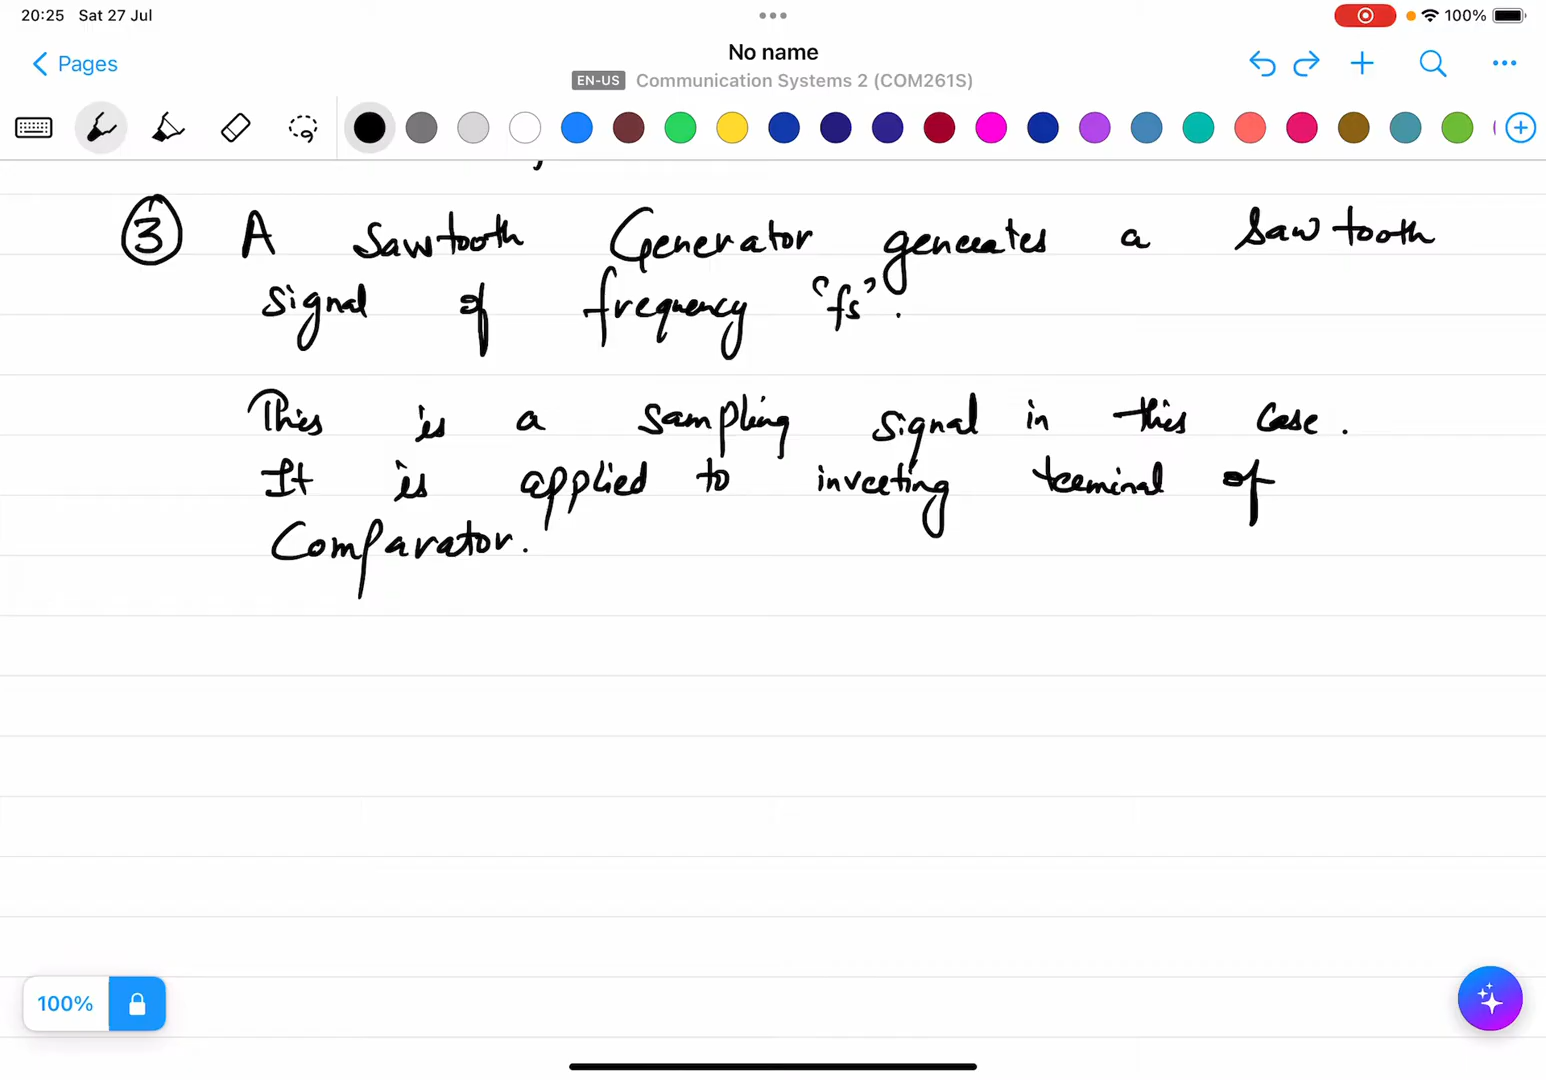 20:25 Sat 27 Jul
100%
Pages
No name
EN-US Communication Systems 2 (COM261S)
③ A Sawtooth Generator generates a Sawtooth
signal of frequency "fs".
This is a sampling signal in this case.
It is applied to inverting terminal of
Comparator.
100%